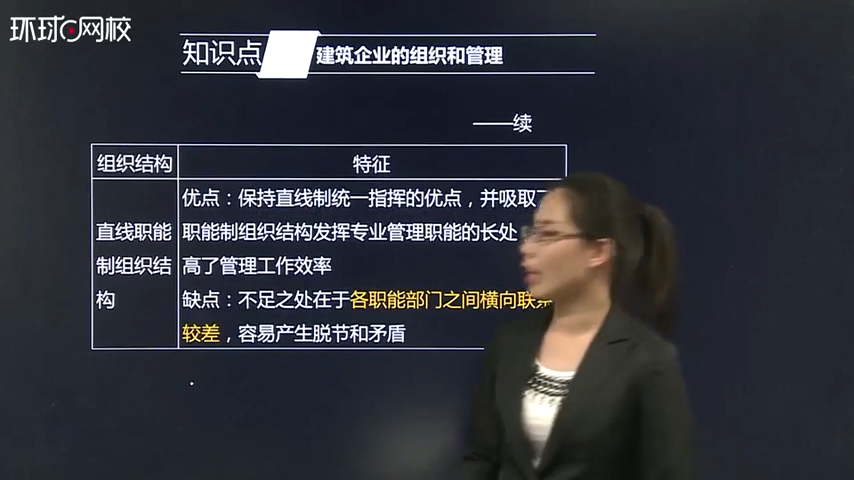 环球网校
知识点
建筑企业的组织和管理
——续
组织结构
特征
直线职能
制组织结
构
优点：保持直线制统一指挥的优点，并吸取了
职能制组织结构发挥专业管理职能的长处
高了管理工作效率
缺点：不足之处在于各职能部门之间横向联系
较差，容易产生脱节和矛盾